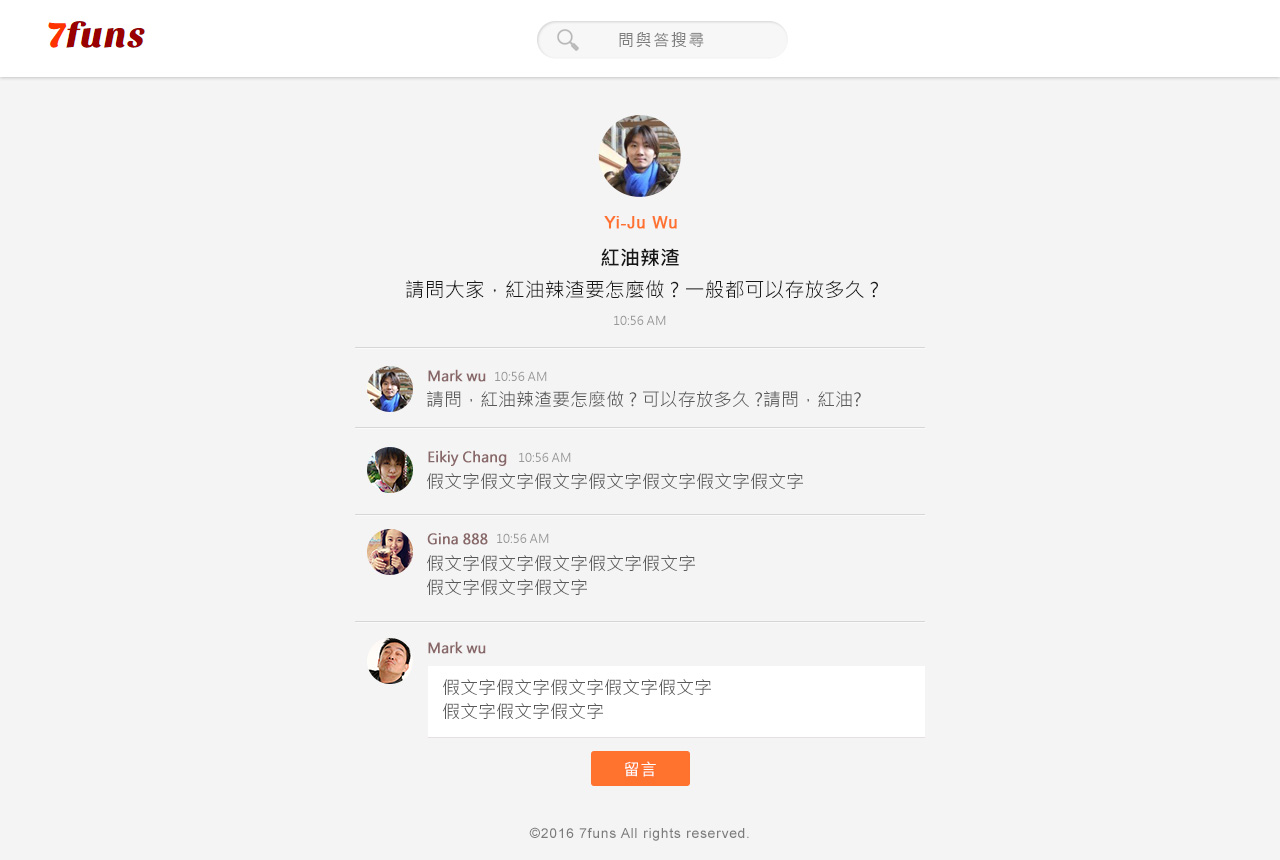 7funs
問與答搜尋
Yi-Ju Wu
紅油辣渣
請問大家，紅油辣渣要怎麼做？一般都可以存放多久？
10:56 AM
Mark wu 10:56 AM
請問，紅油辣渣要怎麼做？可以存放多久?請問，紅油?
Eikiy Chang 10:56 AM
假文字假文字假文字假文字假文字假文字假文字
Gina 888 10:56 AM
假文字假文字假文字假文字假文字
假文字假文字假文字
Mark wu
假文字假文字假文字假文字假文字
假文字假文字假文字
留言
©2016 7funs All rights reserved.